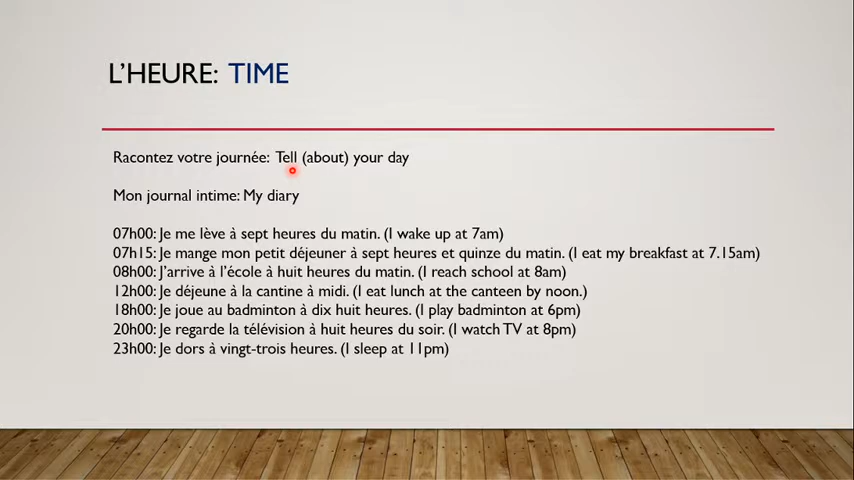 L'HEURE: TIME
Racontez votre journée: Tell (about) your day
Mon journal intime: My diary
07h00: Je me lève à sept heures du matin. (I wake up at 7am)
07h15: Je mange mon petit déjeuner à sept heures et quinze du matin. (I eat my breakfast at 7.15am)
08h00: J'arrive à l'école à huit heures du matin. (I reach school at 8am)
12h00: Je déjeune à la cantine à midi. (I eat lunch at the canteen by noon.)
18h00: Je joue au badminton à dix huit heures. (I play badminton at 6pm)
20h00: Je regarde la télévision à huit heures du soir. (I watch TV at 8pm)
23h00: Je dors à vingt-trois heures. (I sleep at 11pm)